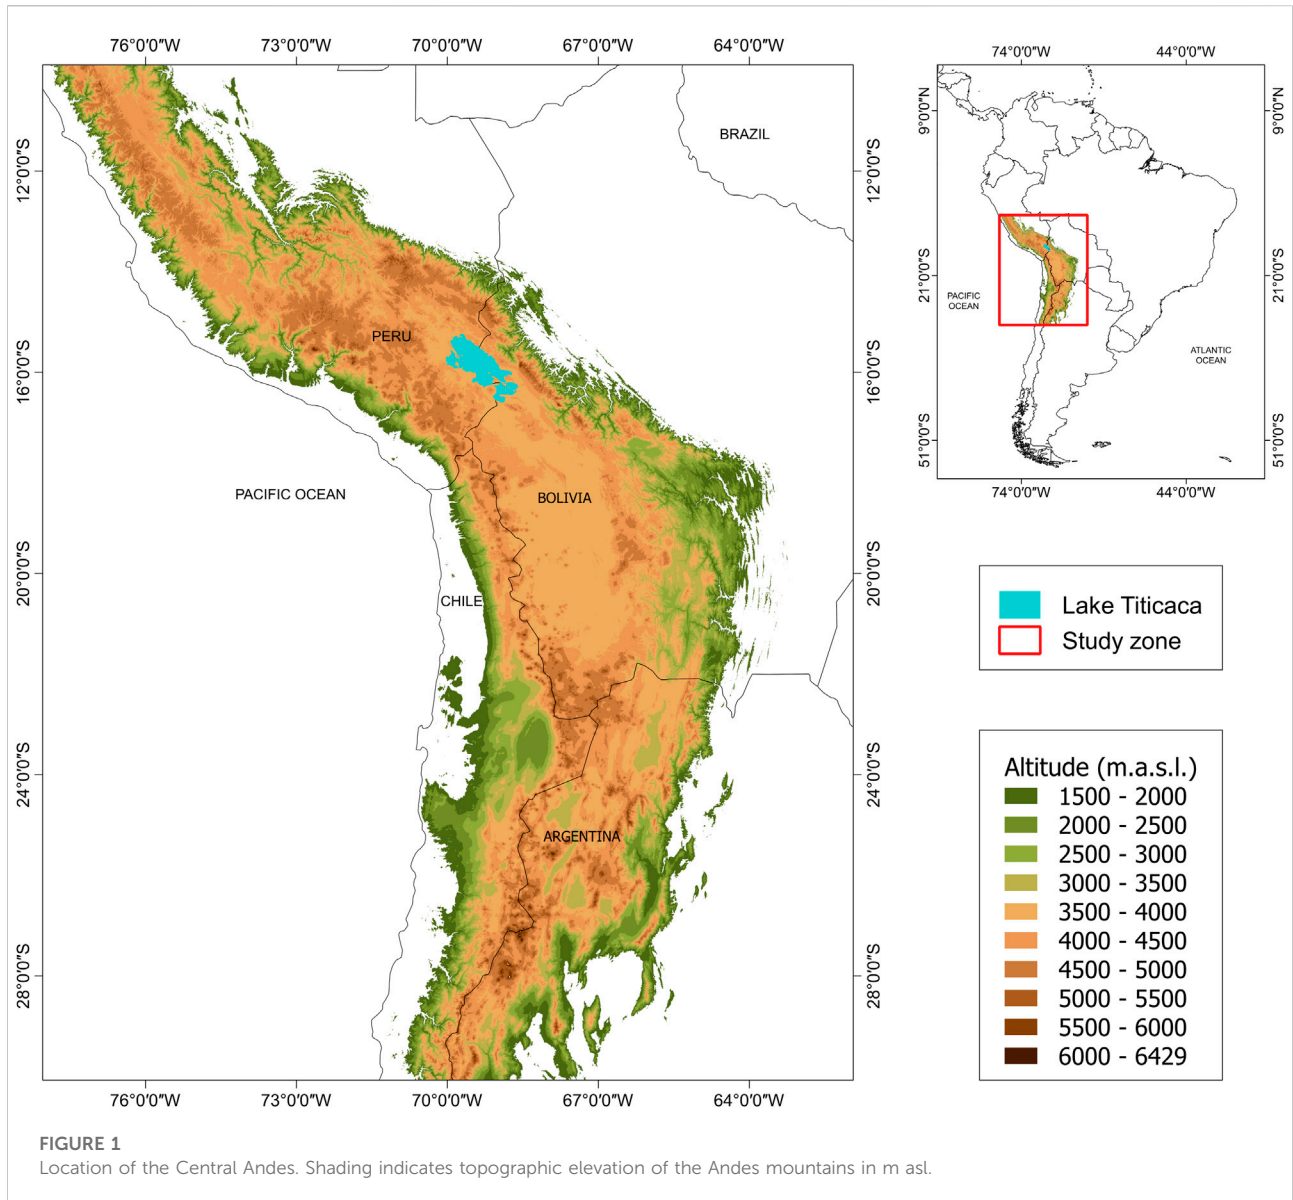 76°0'0"W 73°0'0"W 70°0'0"W 67°0'0"W 64°0'0"W
12°0'0"S
16°0'0"S
20°0'0"S
24°0'0"S
28°0'0"S
BRAZIL
PERU
PACIFIC OCEAN
BOLIVIA
CHILE
ARGENTINA
12°0'0"S
16°0'0"S
20°0'0"S
24°0'0"S
28°0'0"S
76°0'0"W 73°0'0"W 70°0'0"W 67°0'0"W 64°0'0"W
74°0'0"W 44°0'0"W
9°0'0"N
21°0'0"S
51°0'0"S
PACIFIC
OCEAN
ATLANTIC
OCEAN
9°0'0"N
21°0'0"S
51°0'0"S
74°0'0"W 44°0'0"W
Lake Titicaca
Study zone
Altitude (m.a.s.l.)
1500 - 2000
2000 - 2500
2500 - 3000
3000 - 3500
3500 - 4000
4000 - 4500
4500 - 5000
5000 - 5500
5500 - 6000
6000 - 6429
FIGURE 1
Location of the Central Andes. Shading indicates topographic elevation of the Andes mountains in m asl.